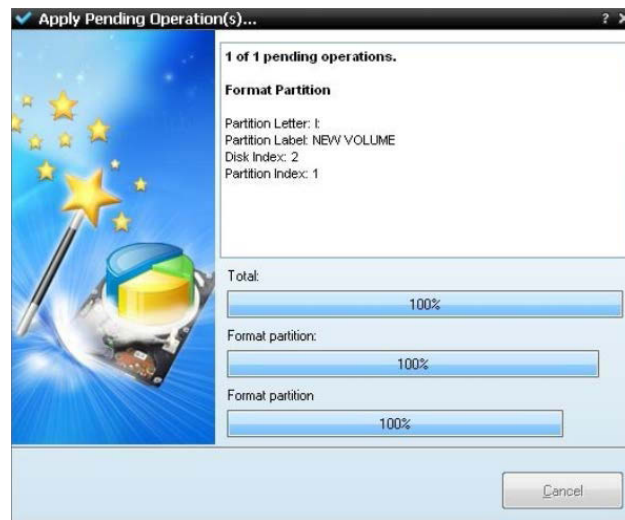 Apply Pending Operation(s)...
? X
1 of 1 pending operations.
Format Partition
Partition Letter: I:
Partition Label: NEW VOLUME
Disk Index: 2
Partition Index: 1
Total:
100%
Format partition:
100%
Format partition
100%
Cancel